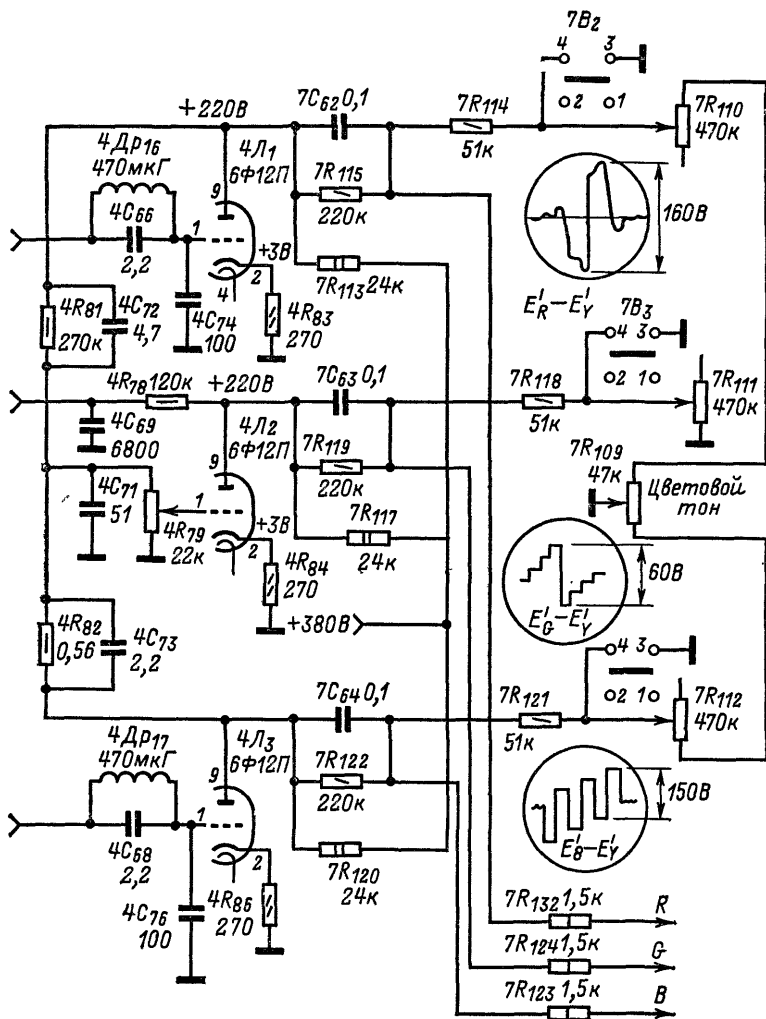 7В2
4 3
2 1
+220В
7С62 0,1
7R114
51к
7R110
470к
4Др16
470мкГ
4Л1
6Ф12П
7R115
220к
4С66
2,2
9
1
+3В
2
4
7R113 24к
160В
4R81
270к
4С72
4,7
4С74
100
4R83
270
E'R−E'Y
7В3
4 3
2 1
4R78 120к
+220В
7С63 0,1
7R118
51к
7R111
470к
4С69
6800
4Л2
6Ф12П
7R119
220к
7R109
47к
Цветовой
тон
4С71
51
9
1
+3В
2
4R79
22к
7R117
24к
4R84
270
60В
E'G−E'Y
+380В
4R82
0,56
4С73
2,2
4 3
2 1
7С64 0,1
7R121
51к
7R112
470к
4Др17
470мкГ
4Л3
6Ф12П
7R122
220к
9
1
2
150В
E'B−E'Y
4С68
2,2
7R120
24к
4С76
100
4R86
270
7R132 1,5к
R
7R124 1,5к
G
7R123 1,5к
B